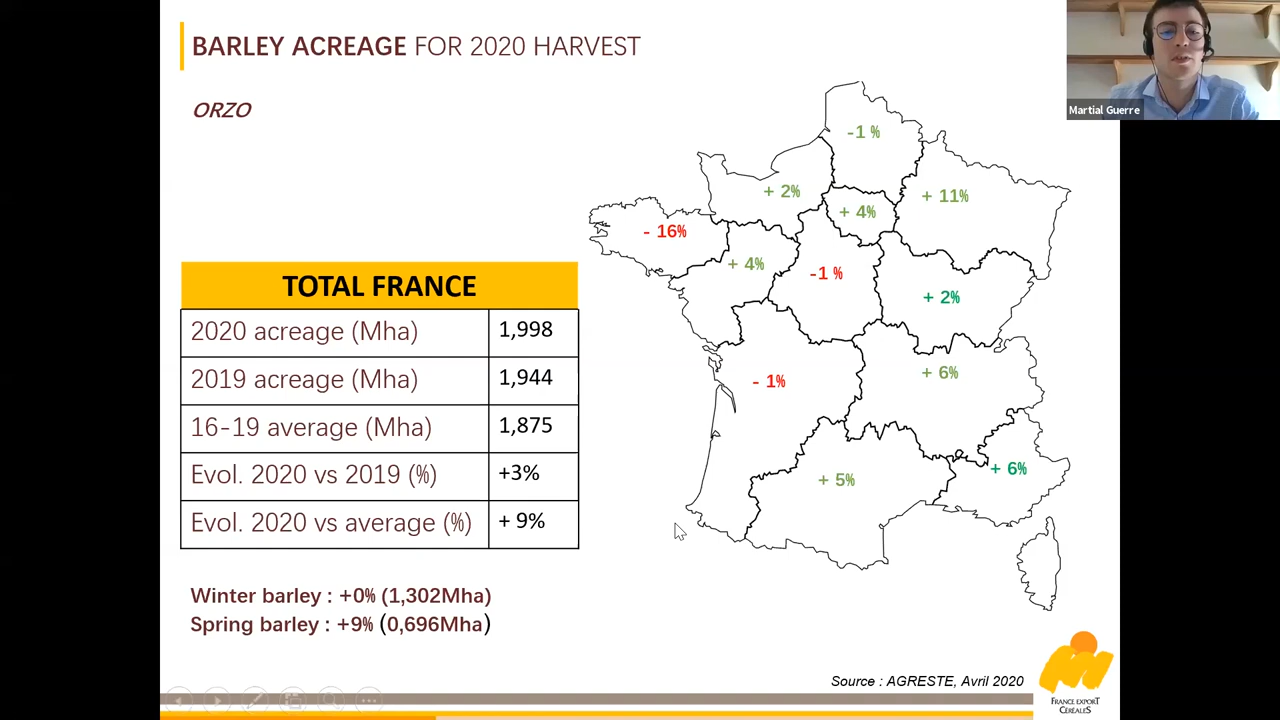 BARLEY ACREAGE FOR 2020 HARVEST
Martial Guerre
ORZO
-1 %
+ 2%
+ 11%
+ 4%
- 16%
+ 4%
-1 %
+ 2%
- 1%
+ 6%
+ 5%
+ 6%
TOTAL FRANCE
2020 acreage (Mha) 1,998
2019 acreage (Mha) 1,944
16-19 average (Mha) 1,875
Evol. 2020 vs 2019 (%) +3%
Evol. 2020 vs average (%) + 9%
Winter barley : +0% (1,302Mha)
Spring barley : +9% (0,696Mha)
Source : AGRESTE, Avril 2020
FRANCE EXPORT
CÉRÉALES